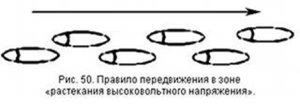 Рис. 50. Правило передвижения в зоне
«растекания высоковольтного напряжения».